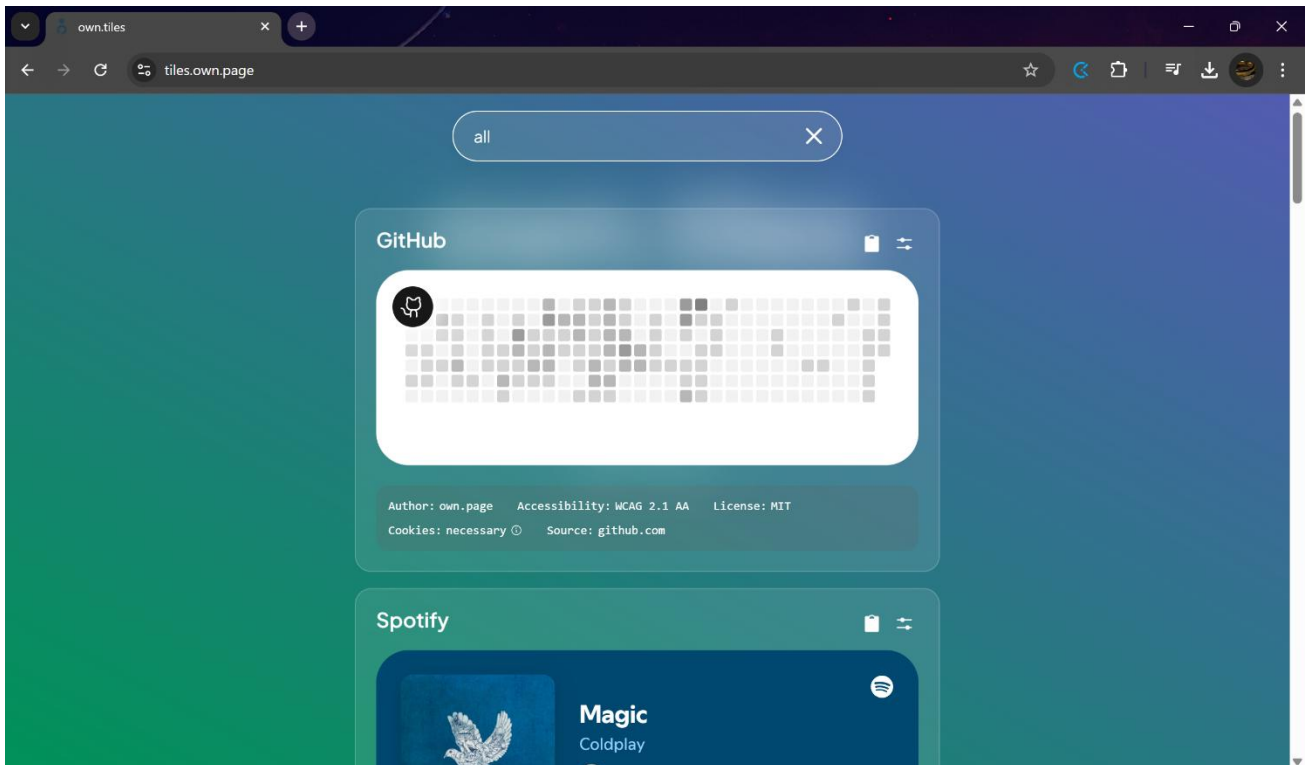 own.tiles
tiles.own.page
all
GitHub
Author: own.page Accessibility: WCAG 2.1 AA License: MIT
Cookies: necessary Source: github.com
Spotify
Magic
Coldplay